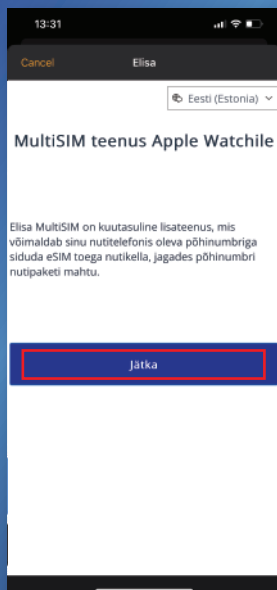 13:31
Cancel Elisa
Eesti (Estonia)
MultiSIM teenus Apple Watchile
Elisa MultiSIM on kuutasuline lisateenus, mis
võimaldab sinu nutitelefonis oleva põhinumbriga
siduda eSIM toega nutikella, jagades põhinumbri
nutipaketi mahtu.
Jätka